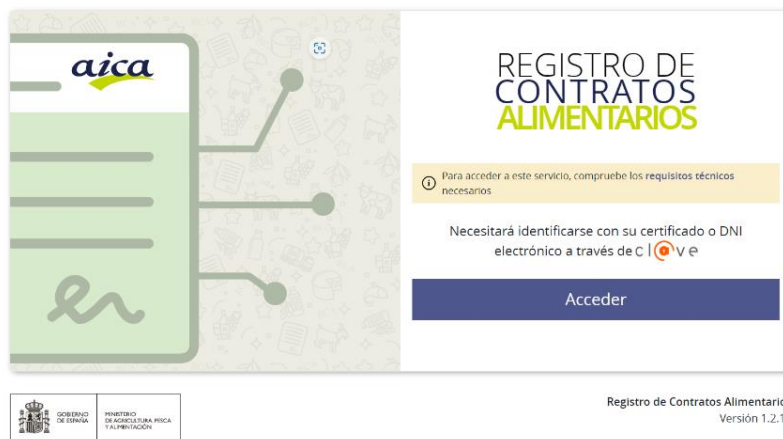 aica
REGISTRO DE
CONTRATOS
ALIMENTARIOS
Para acceder a este servicio, compruebe los requisitos técnicos
necesarios
Necesitará identificarse con su certificado o DNI
electrónico a través de cl@ve
Acceder
GOBIERNO
DE ESPAÑA
MINISTERIO
DE AGRICULTURA, PESCA
Y ALIMENTACIÓN
Registro de Contratos Alimentario
Versión 1.2.1